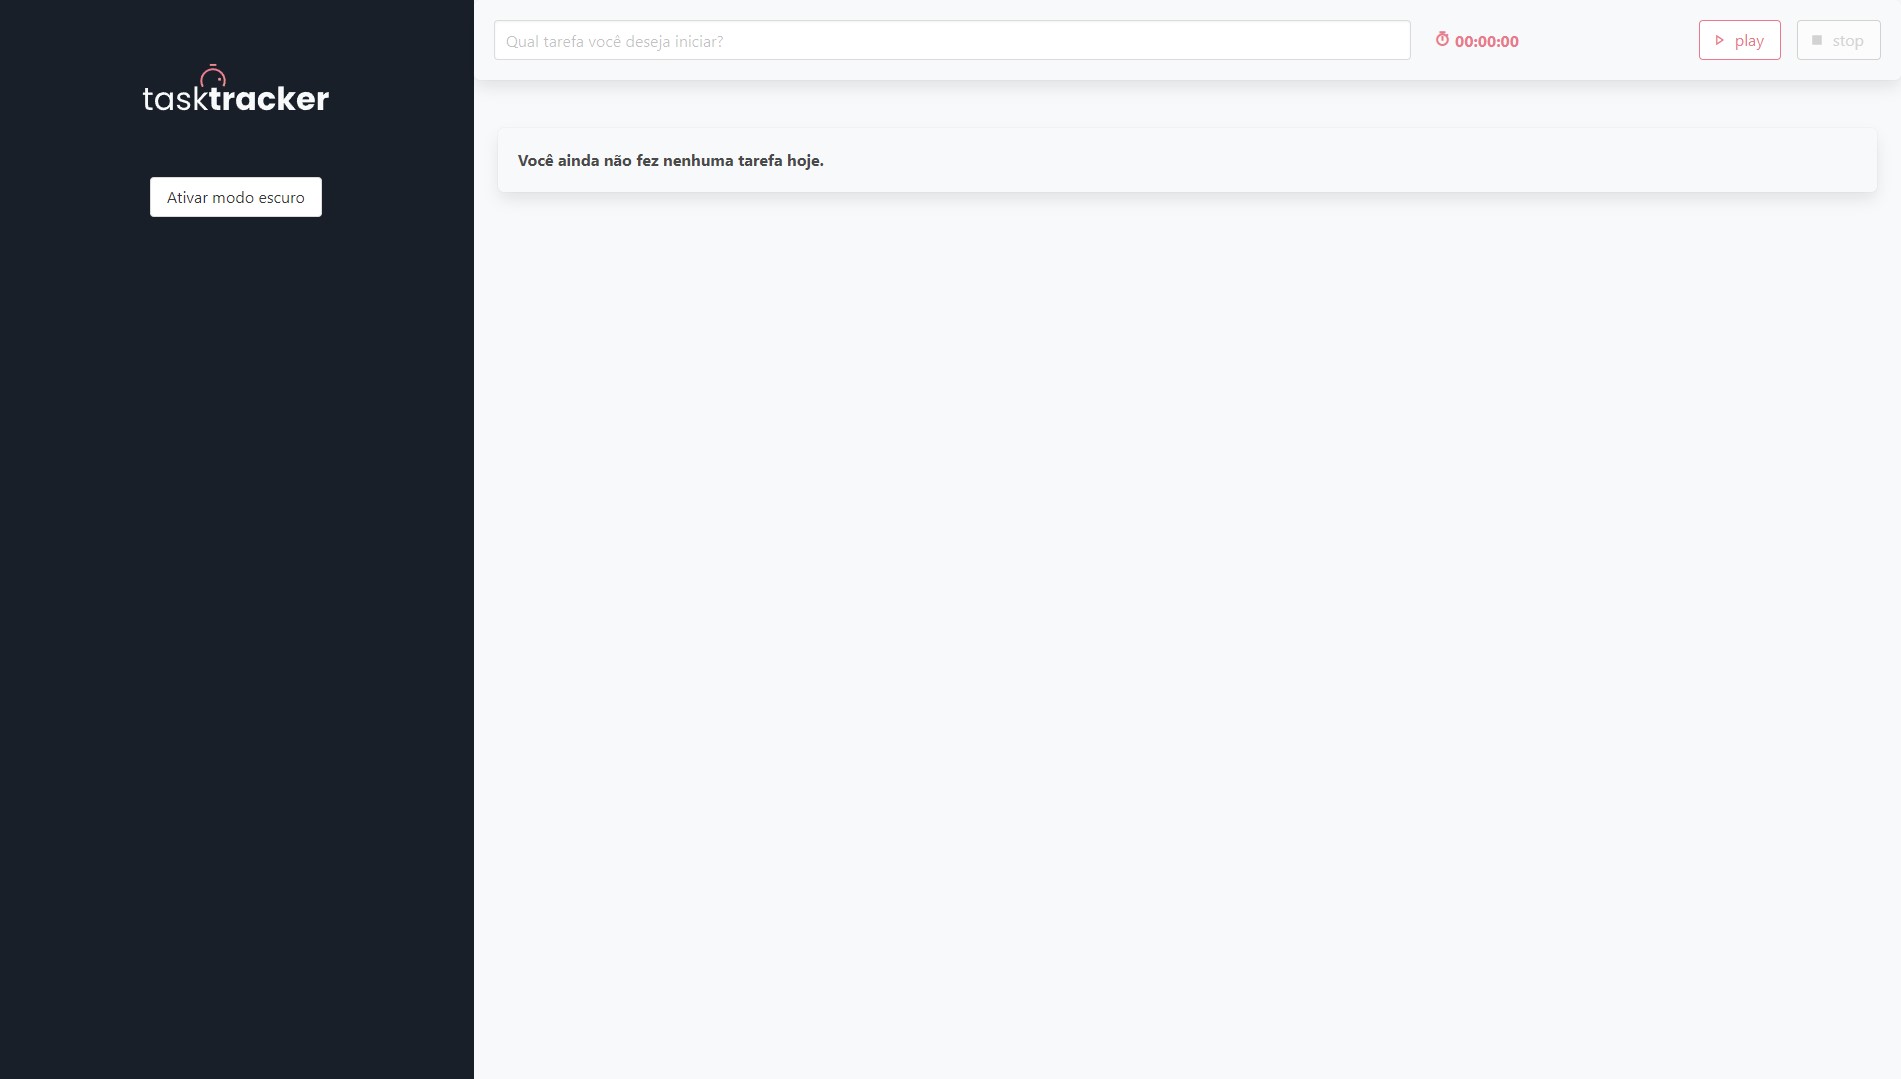 tasktracker
Ativar modo escuro
Qual tarefa você deseja iniciar?
00:00:00
play
stop
Você ainda não fez nenhuma tarefa hoje.